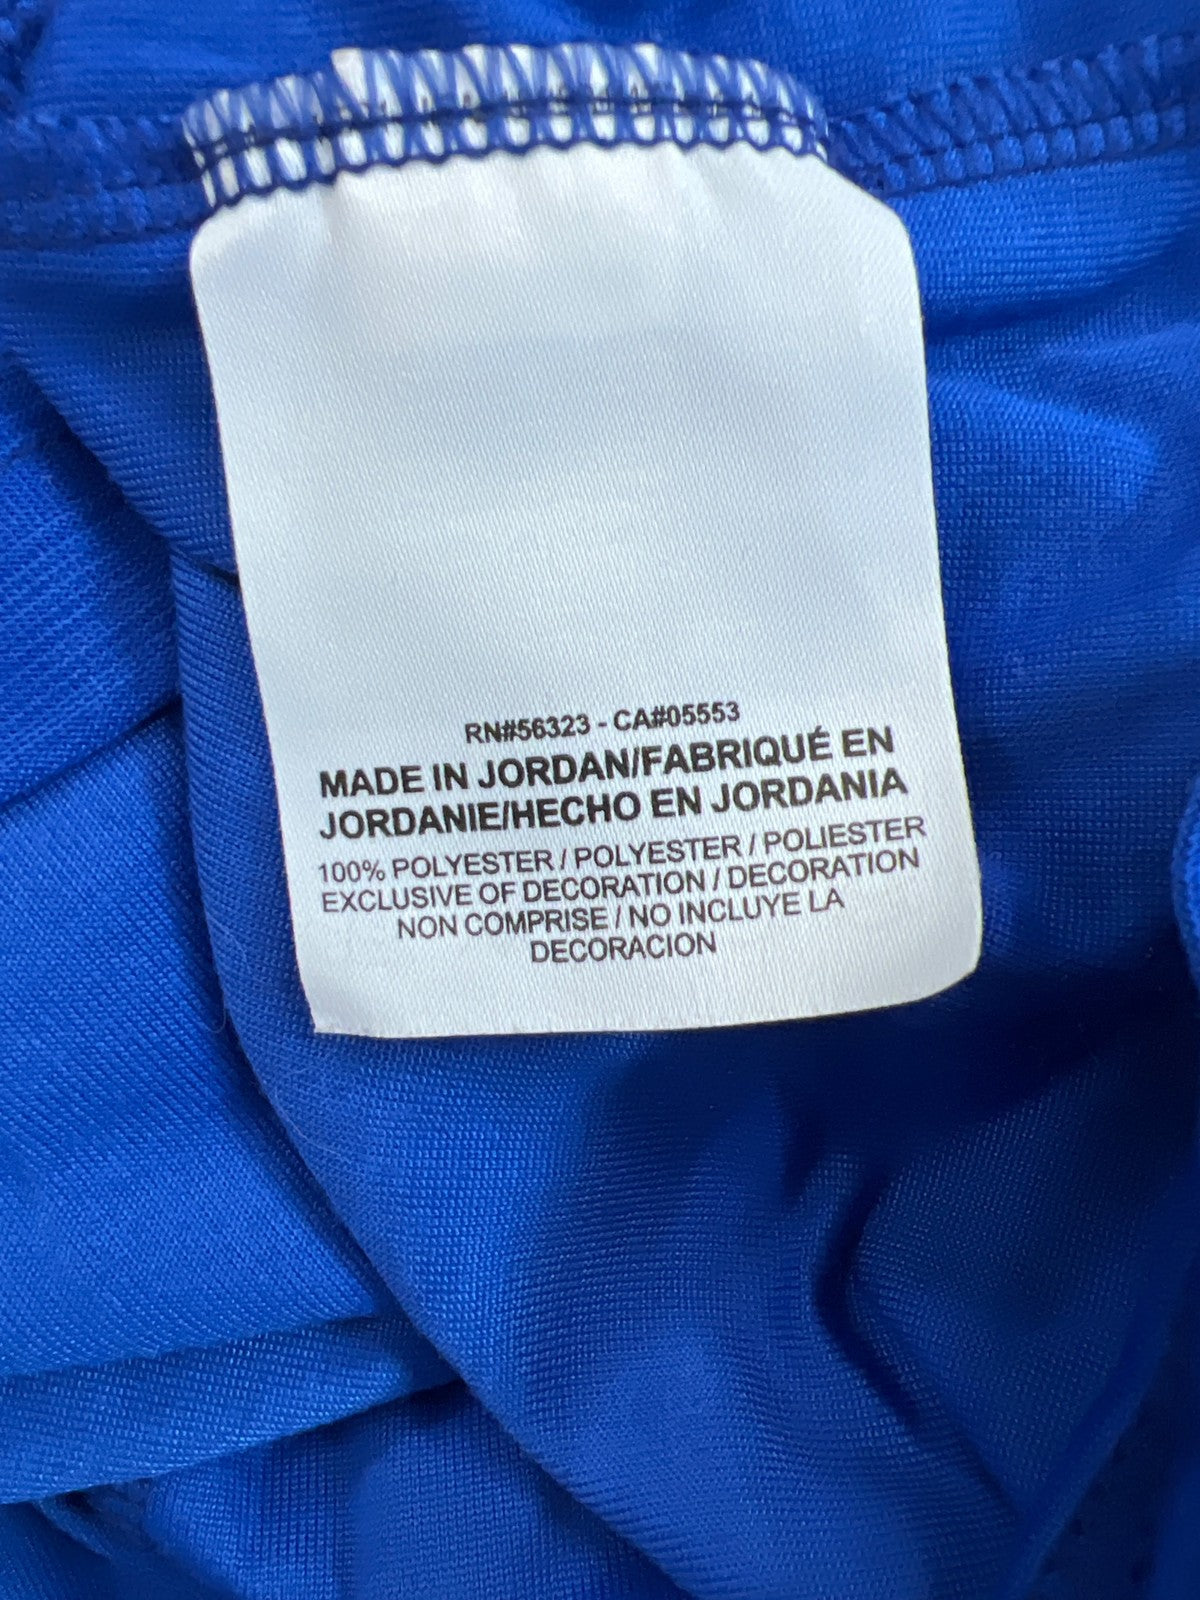 RN#56323 - CA#05553
MADE IN JORDAN/FABRIQUÉ EN
JORDANIE/HECHO EN JORDANIA
100% POLYESTER / POLYESTER / POLIESTER
EXCLUSIVE OF DECORATION / DECORATION
NON COMPRISE / NO INCLUYE LA
DECORACION